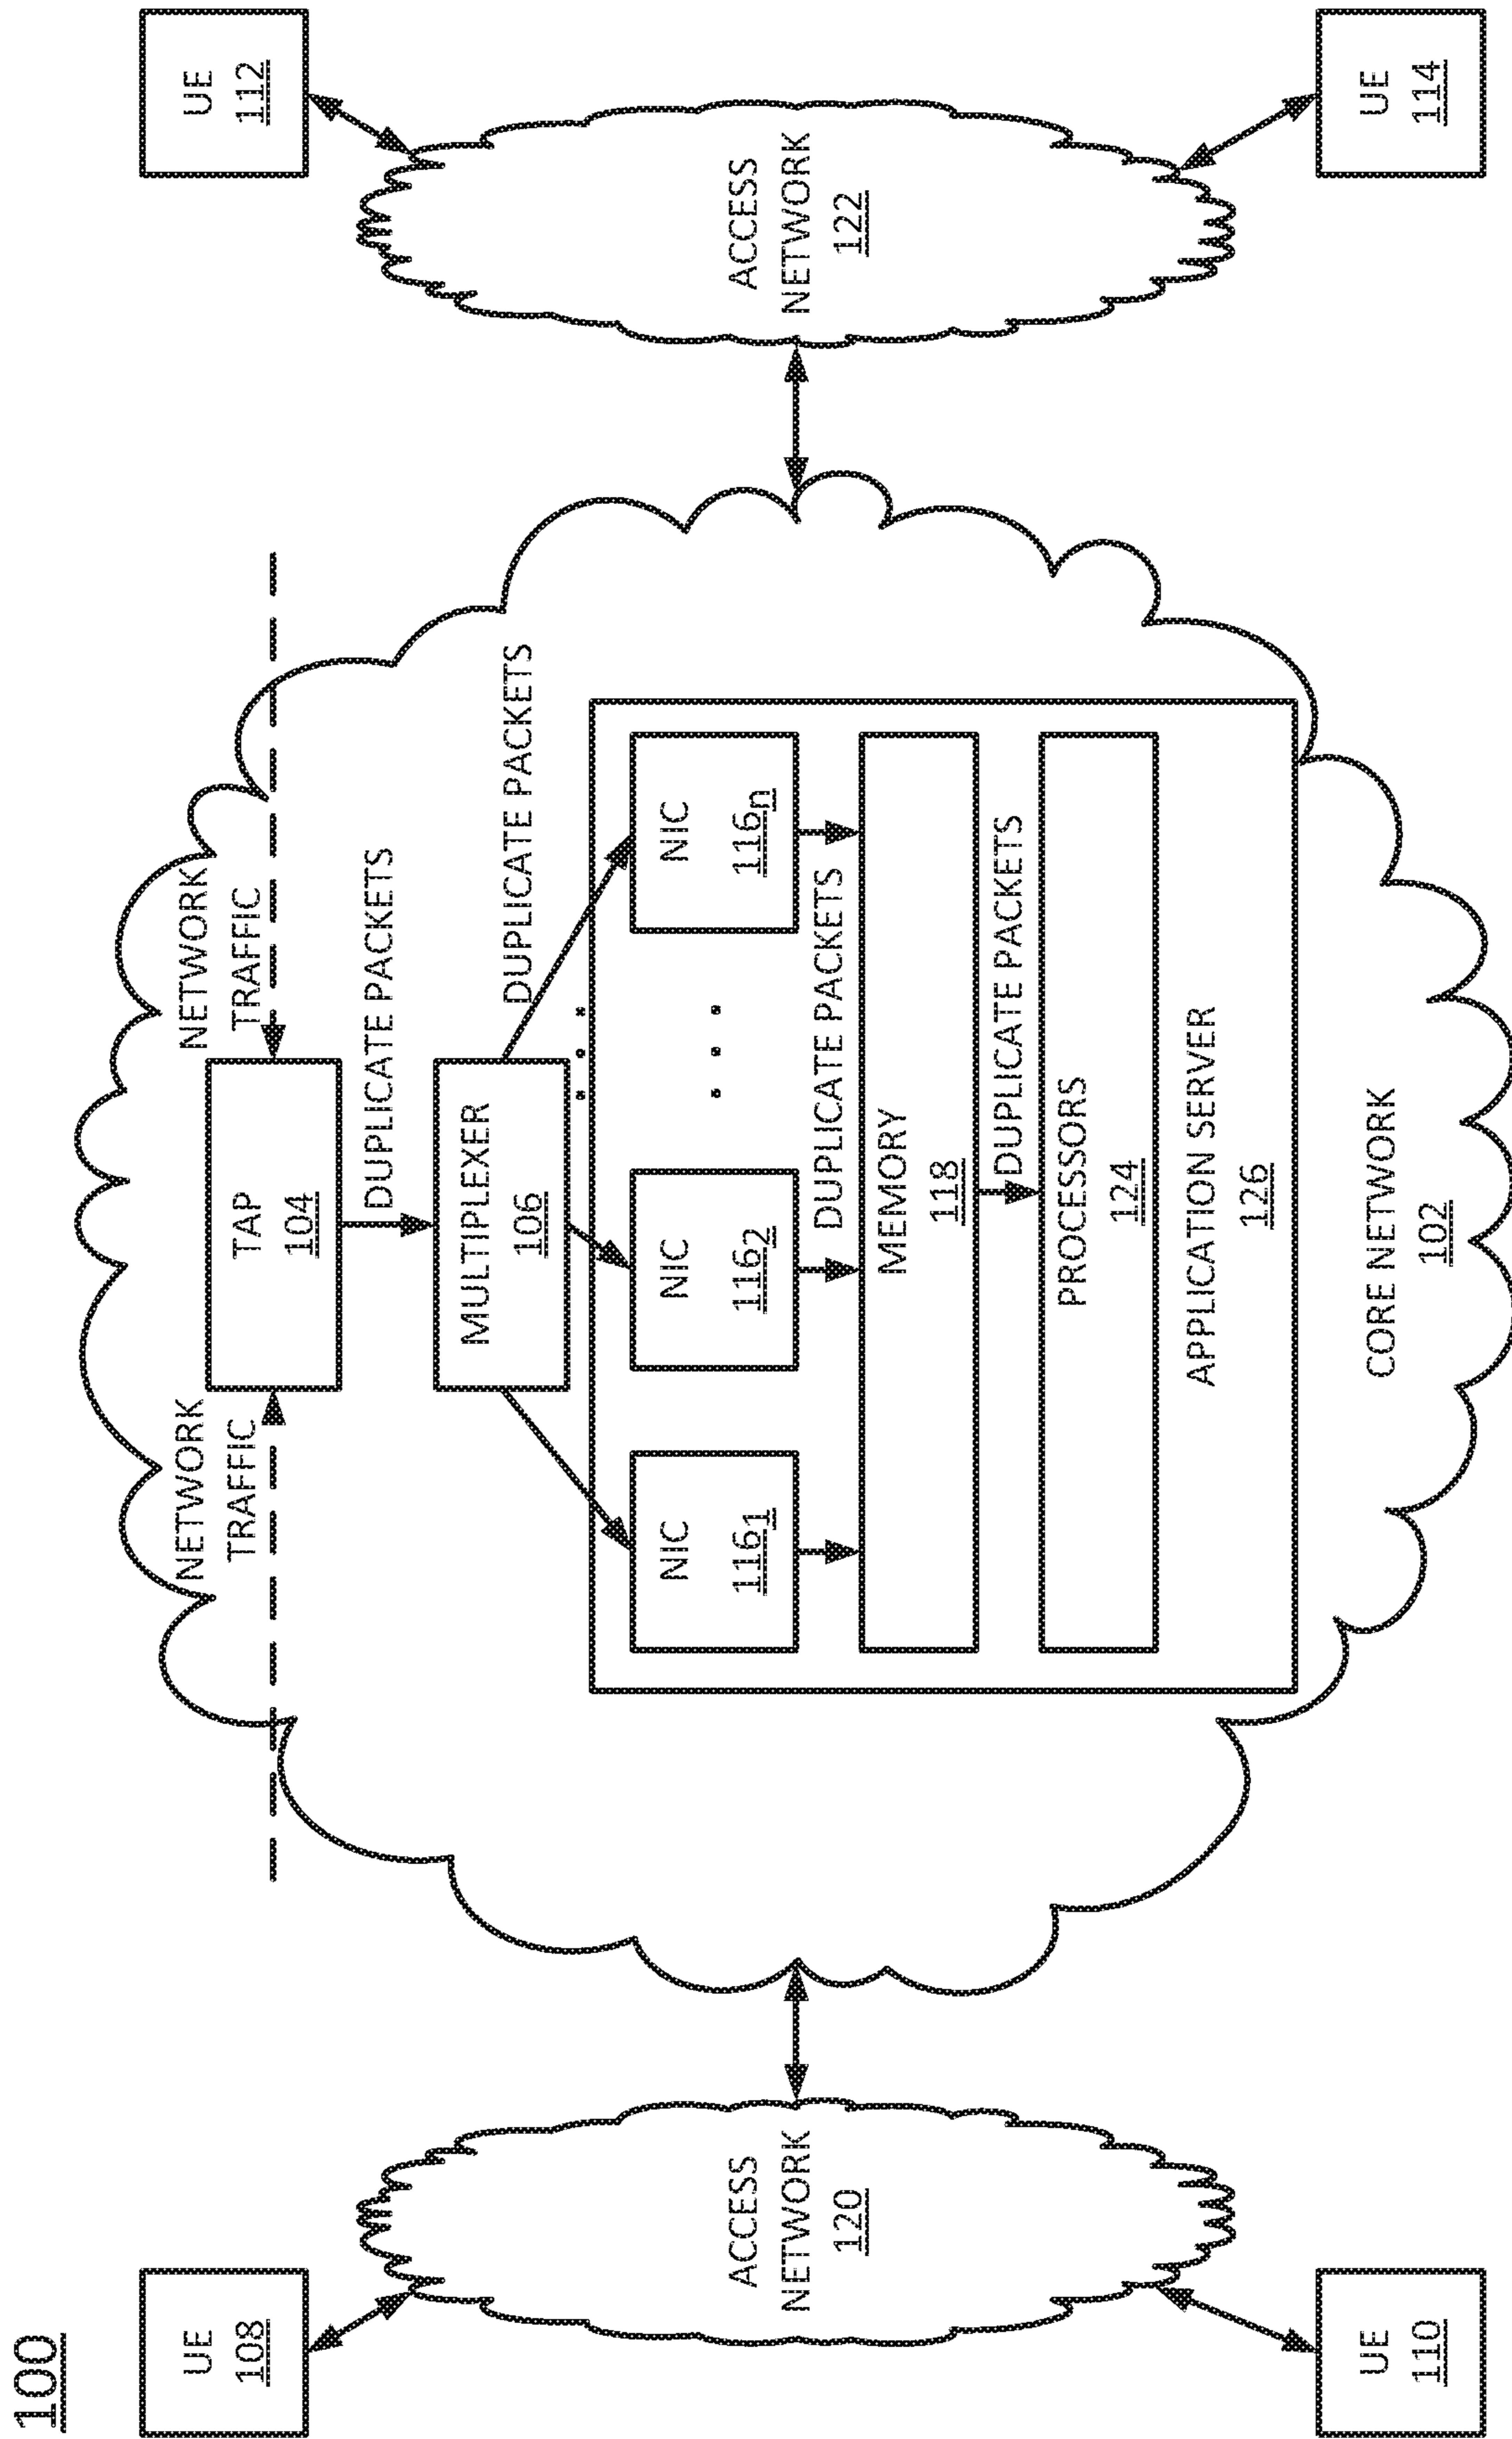 100
UE
108
UE
110
ACCESS
NETWORK
120
NETWORK
TRAFFIC
TAP
104
NETWORK
TRAFFIC
DUPLICATE PACKETS
MULTIPLEXER
106
DUPLICATE PACKETS
NIC
116₁
NIC
116₂
NIC
116ₙ
DUPLICATE PACKETS
MEMORY
118
DUPLICATE PACKETS
PROCESSORS
124
APPLICATION SERVER
126
CORE NETWORK
102
ACCESS
NETWORK
122
UE
112
UE
114